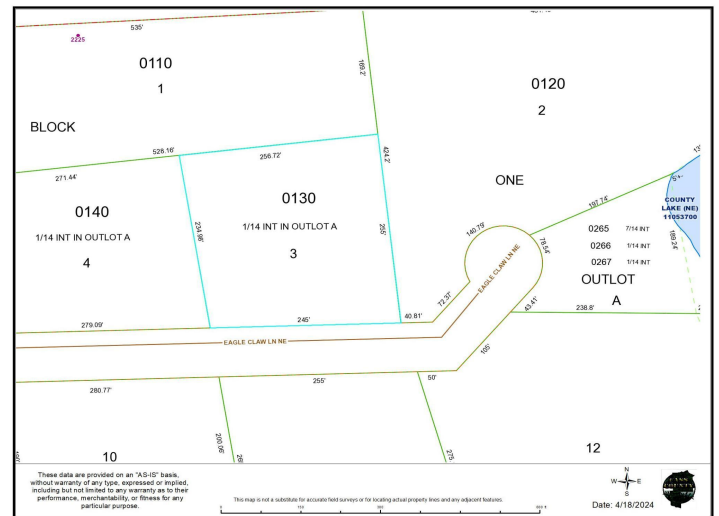 535'
2225
0110
1
169.2'
0120
2
BLOCK
526.16'
256.72'
424.2'
271.44'
ONE
0140
1/14 INT IN OUTLOT A
4
234.98'
0130
1/14 INT IN OUTLOT A
3
255'
197.74'
COUNTY
LAKE (NE)
11053700
0265 7/14 INT
0266 1/14 INT
0267 1/14 INT
189.24'
OUTLOT
A
140.79'
78.54'
EAGLE CLAW LN NE
72.37'
43.41'
238.8'
279.09'
245'
40.81'
EAGLE CLAW LN NE
105'
280.77'
255'
50'
200.06'
10
12
275
These data are provided on an "AS-IS" basis,
without warranty of any type, expressed or implied,
including but not limited to any warranty as to their
performance, merchantability, or fitness for any
particular purpose.
This map is not a substitute for accurate field surveys or for locating actual property lines and any adjacent features.
N
W E
S
CASS
COUNTY
Date: 4/18/2024